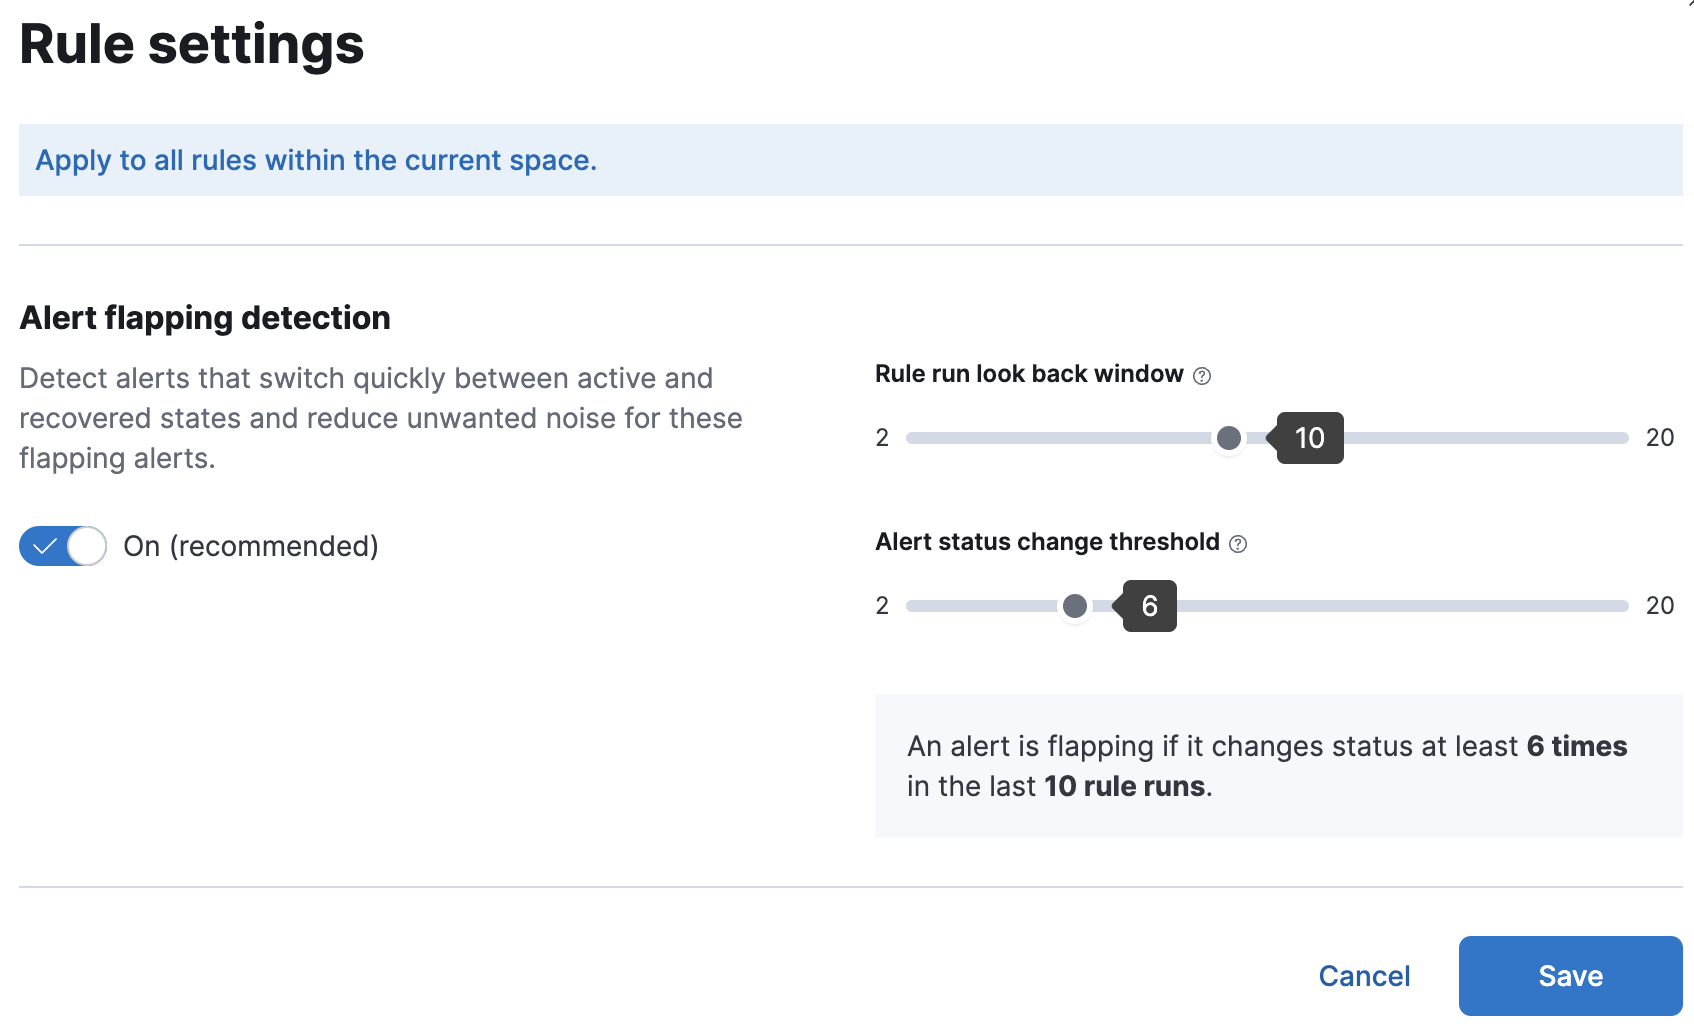 Rule settings
Apply to all rules within the current space.
Alert flapping detection
Detect alerts that switch quickly between active and
recovered states and reduce unwanted noise for these
flapping alerts.
On (recommended)
Rule run look back window
2 10 20
Alert status change threshold
2 6 20
An alert is flapping if it changes status at least 6 times
in the last 10 rule runs.
Cancel Save